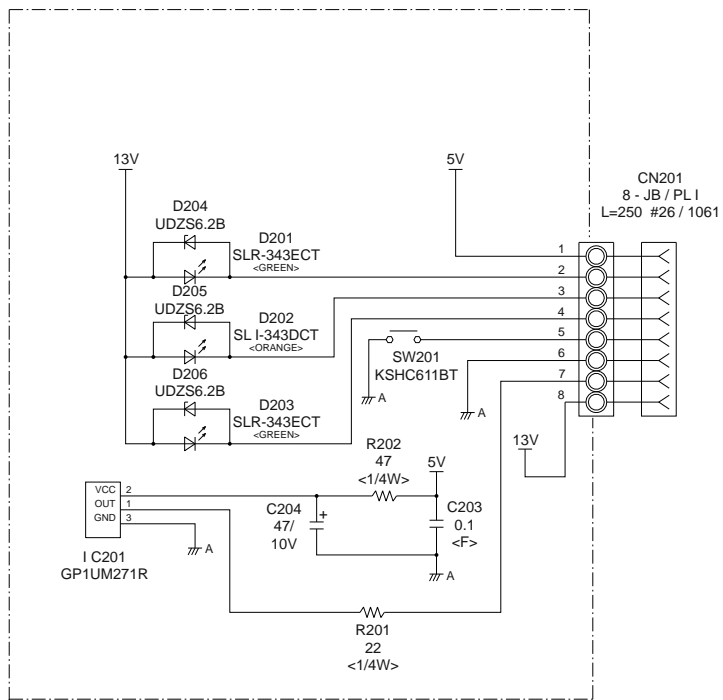 13V
5V
CN201
8 - JB / PL I
L=250 #26 / 1061
D204
UDZS6.2B
D201
SLR-343ECT
<GREEN>
D205
UDZS6.2B
D202
SL I-343DCT
<ORANGE>
D206
UDZS6.2B
D203
SLR-343ECT
<GREEN>
1
2
3
4
5
6
7
8
SW201
KSHC611BT
A
A
13V
R202
47
<1/4W>
5V
VCC 2
OUT 1
GND 3
I C201
GP1UM271R
A
C204
47/
10V
+
C203
0.1
<F>
A
R201
22
<1/4W>